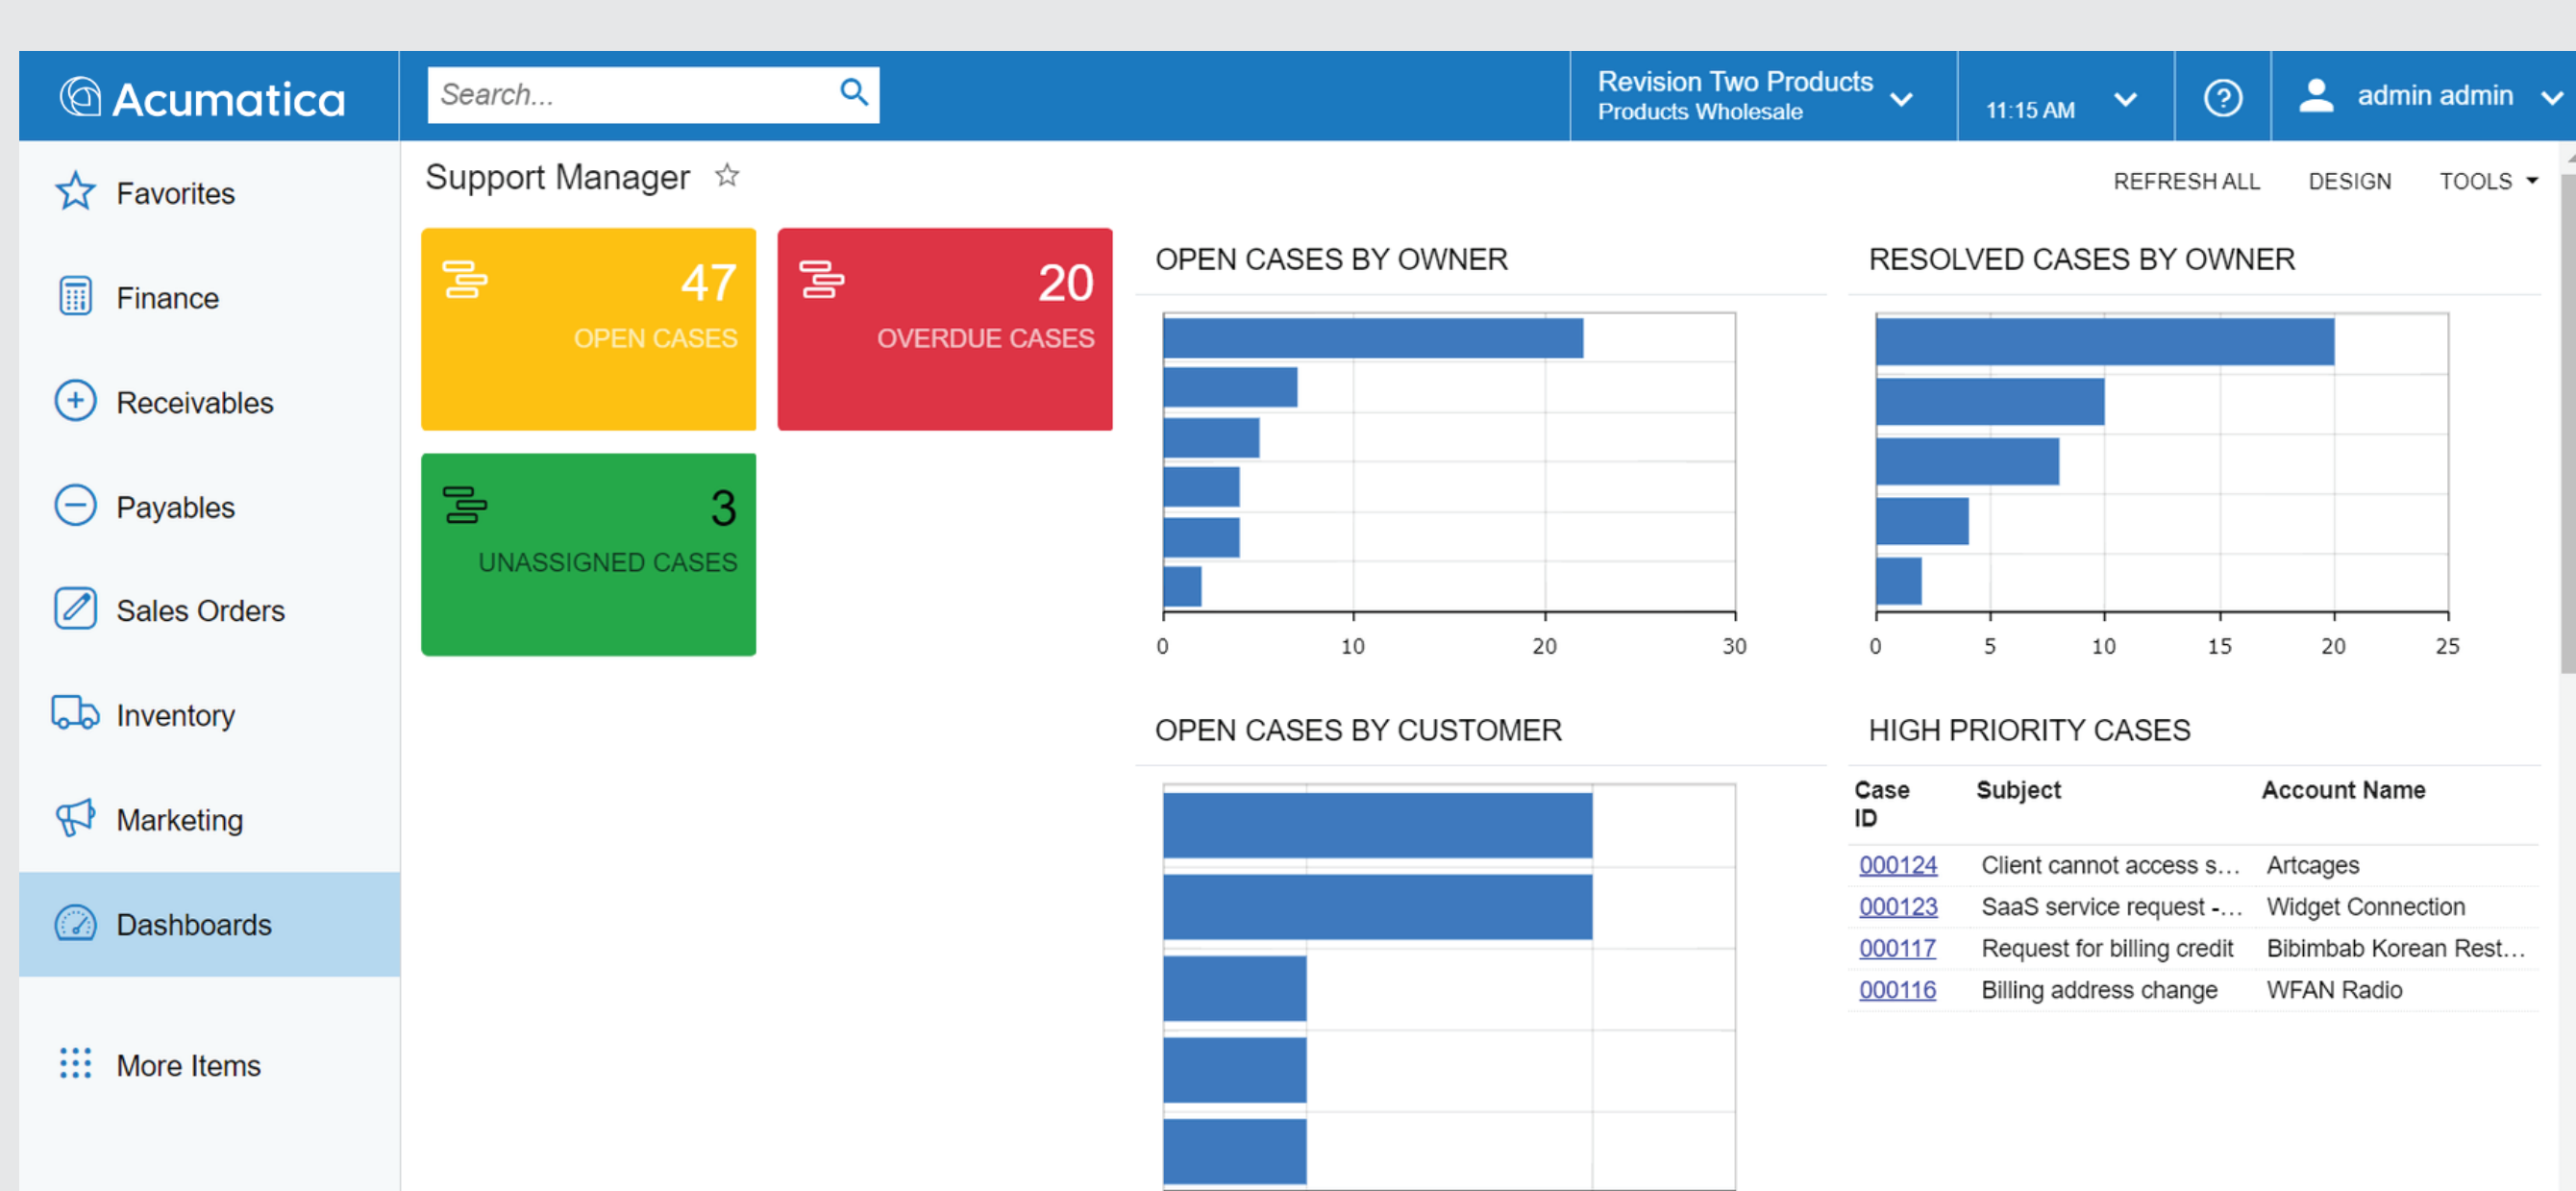 Acumatica
Search...
Revision Two Products
Products Wholesale
11:15 AM
?
admin admin
Favorites
Finance
Receivables
Payables
Sales Orders
Inventory
Marketing
Dashboards
More Items
Support Manager
REFRESH ALL DESIGN TOOLS
47
OPEN CASES
20
OVERDUE CASES
3
UNASSIGNED CASES
OPEN CASES BY OWNER
0 10 20 30
RESOLVED CASES BY OWNER
0 5 10 15 20 25
OPEN CASES BY CUSTOMER
HIGH PRIORITY CASES
Case ID Subject Account Name
000124 Client cannot access s... Artcages
000123 SaaS service request -... Widget Connection
000117 Request for billing credit Bibimbab Korean Rest...
000116 Billing address change WFAN Radio